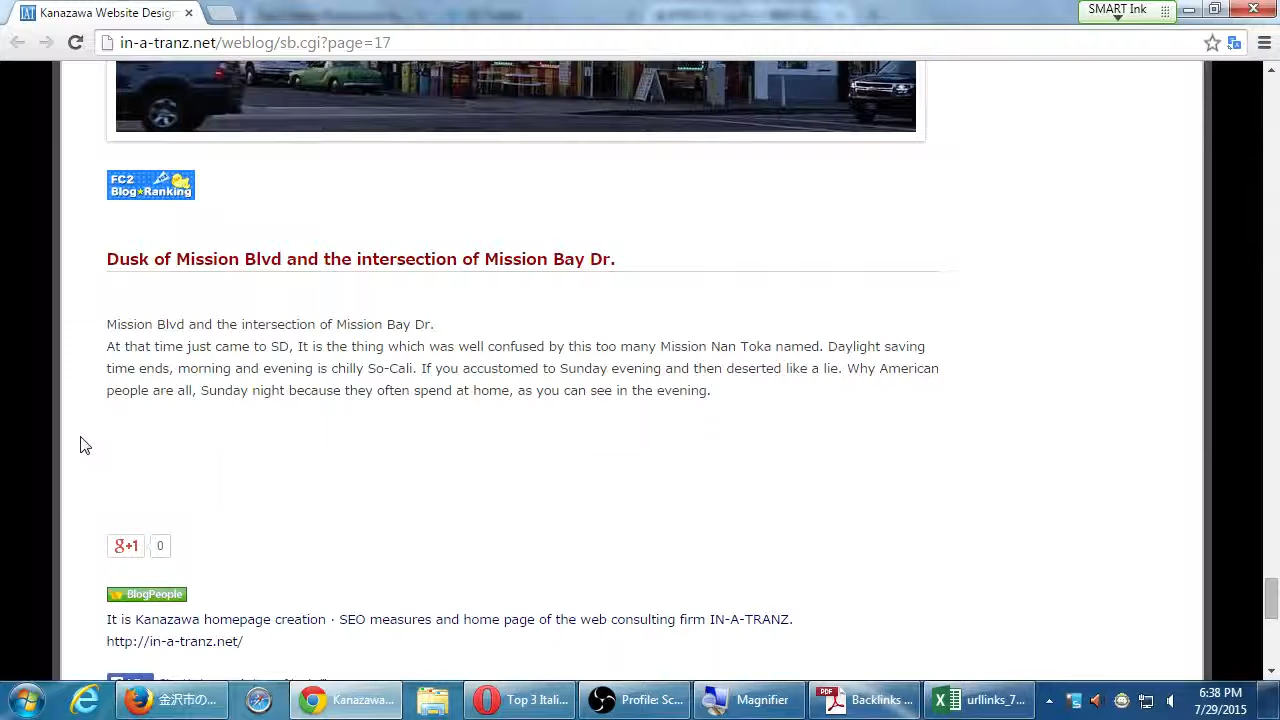 Kanazawa Website Design
SMART Ink
in-a-tranz.net/weblog/sb.cgi?page=17
FC2
Blog★Ranking
Dusk of Mission Blvd and the intersection of Mission Bay Dr.
Mission Blvd and the intersection of Mission Bay Dr.
At that time just came to SD, It is the thing which was well confused by this too many Mission Nan Toka named. Daylight saving
time ends, morning and evening is chilly So-Cali. If you accustomed to Sunday evening and then deserted like a lie. Why American
people are all, Sunday night because they often spend at home, as you can see in the evening.
g+1 0
BlogPeople
It is Kanazawa homepage creation · SEO measures and home page of the web consulting firm IN-A-TRANZ.
http://in-a-tranz.net/
金沢市の...
Kanazawa...
Top 3 Itali...
Profile: Sc...
Magnifier
PDF
Backlinks ...
urllinks_7...
6:38 PM
7/29/2015